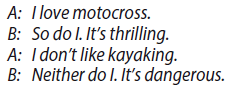 A: I love motocross.
B: So do I. It's thrilling.
A: I don't like kayaking.
B: Neither do I. It's dangerous.